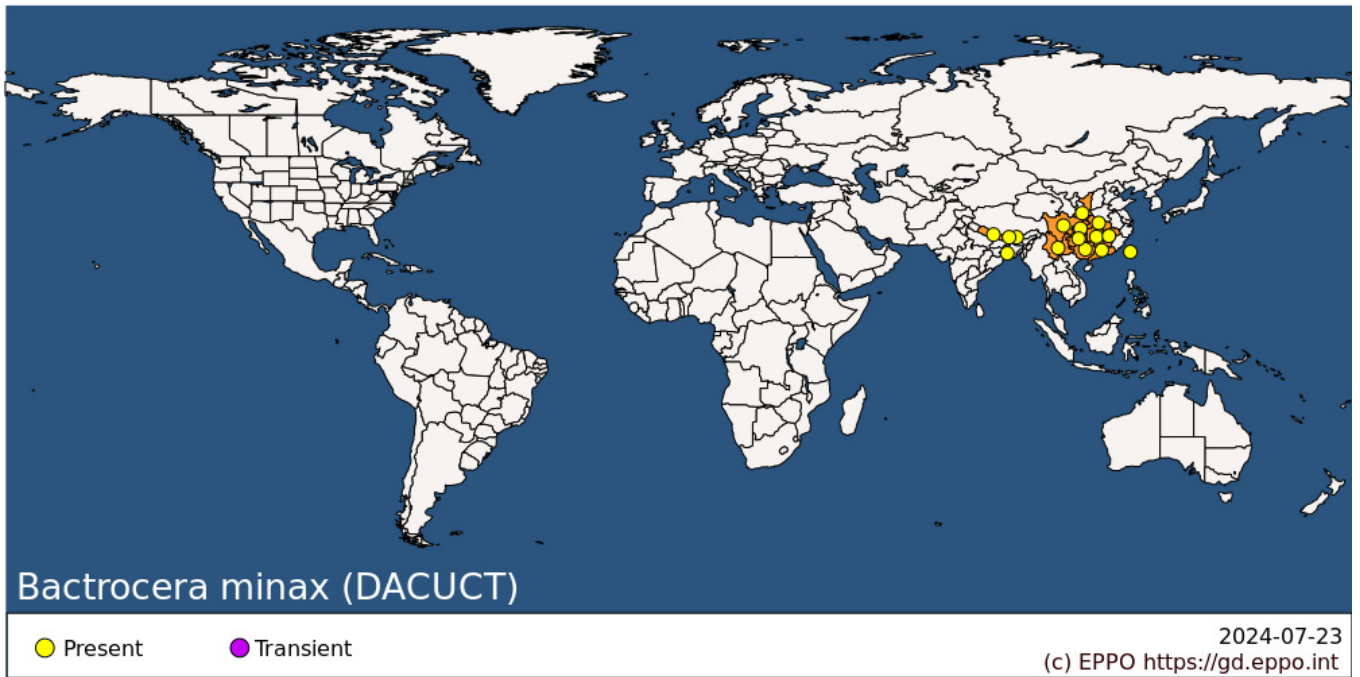 Bactrocera minax (DACUCT)
Present
Transient
2024-07-23
(c) EPPO https://gd.eppo.int